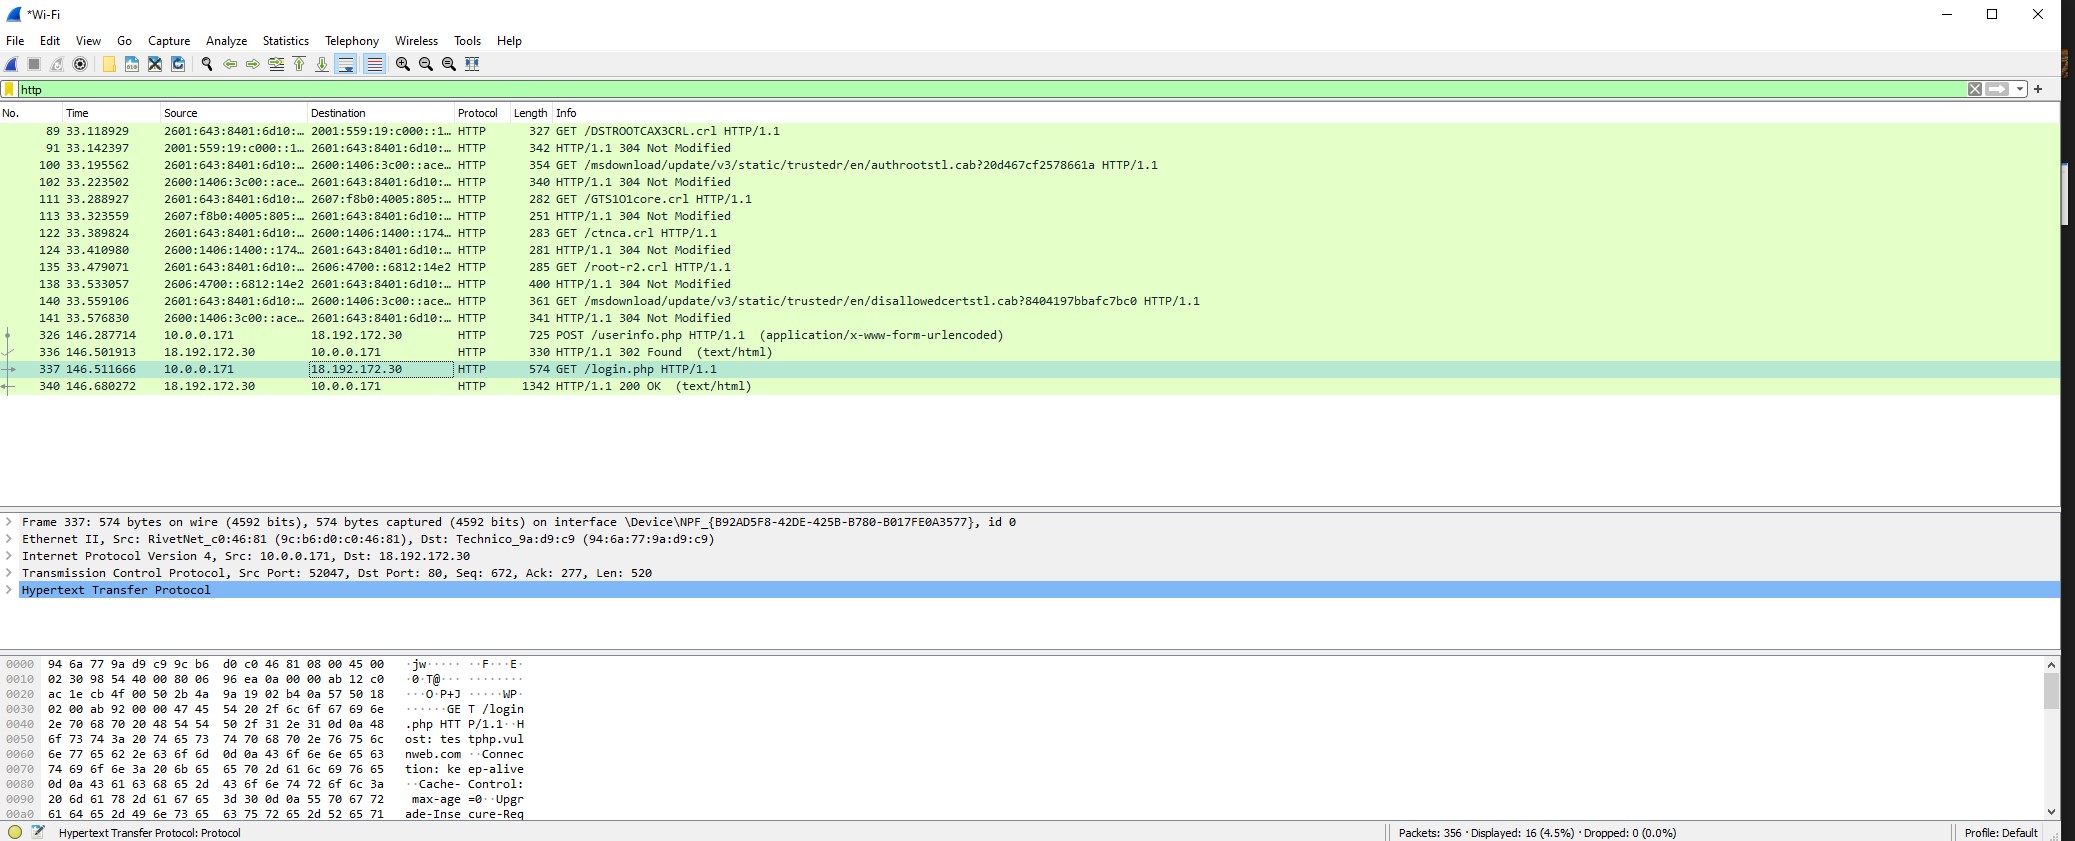 *Wi-Fi
File Edit View Go Capture Analyze Statistics Telephony Wireless Tools Help
http
No. Time Source Destination Protocol Length Info
89 33.118929 2601:643:8401:6d10:… 2001:559:19:c000::1… HTTP 327 GET /DSTROOTCAX3CRL.crl HTTP/1.1
91 33.142397 2001:559:19:c000::1… 2601:643:8401:6d10:… HTTP 342 HTTP/1.1 304 Not Modified
100 33.195562 2601:643:8401:6d10:… 2600:1406:3c00::ace… HTTP 354 GET /msdownload/update/v3/static/trustedr/en/authrootstl.cab?20d467cf2578661a HTTP/1.1
102 33.223502 2600:1406:3c00::ace… 2601:643:8401:6d10:… HTTP 340 HTTP/1.1 304 Not Modified
111 33.288927 2601:643:8401:6d10:… 2607:f8b0:4005:805:… HTTP 282 GET /GTS1O1core.crl HTTP/1.1
113 33.323559 2607:f8b0:4005:805:… 2601:643:8401:6d10:… HTTP 251 HTTP/1.1 304 Not Modified
122 33.389824 2601:643:8401:6d10:… 2600:1406:1400::174… HTTP 283 GET /ctnca.crl HTTP/1.1
124 33.410980 2600:1406:1400::174… 2601:643:8401:6d10:… HTTP 281 HTTP/1.1 304 Not Modified
135 33.479071 2601:643:8401:6d10:… 2606:4700::6812:14e2 HTTP 285 GET /root-r2.crl HTTP/1.1
138 33.533057 2606:4700::6812:14e2 2601:643:8401:6d10:… HTTP 400 HTTP/1.1 304 Not Modified
140 33.559106 2601:643:8401:6d10:… 2600:1406:3c00::ace… HTTP 361 GET /msdownload/update/v3/static/trustedr/en/disallowedcertstl.cab?8404197bbafc7bc0 HTTP/1.1
141 33.576830 2600:1406:3c00::ace… 2601:643:8401:6d10:… HTTP 341 HTTP/1.1 304 Not Modified
326 146.287714 10.0.0.171 18.192.172.30 HTTP 725 POST /userinfo.php HTTP/1.1 (application/x-www-form-urlencoded)
336 146.501913 18.192.172.30 10.0.0.171 HTTP 330 HTTP/1.1 302 Found (text/html)
337 146.511666 10.0.0.171 18.192.172.30 HTTP 574 GET /login.php HTTP/1.1
340 146.680272 18.192.172.30 10.0.0.171 HTTP 1342 HTTP/1.1 200 OK (text/html)
Frame 337: 574 bytes on wire (4592 bits), 574 bytes captured (4592 bits) on interface \Device\NPF_{B92AD5F8-42DE-425B-B780-B017FE0A3577}, id 0
Ethernet II, Src: RivetNet_c0:46:81 (9c:b6:d0:c0:46:81), Dst: Technico_9a:d9:c9 (94:6a:77:9a:d9:c9)
Internet Protocol Version 4, Src: 10.0.0.171, Dst: 18.192.172.30
Transmission Control Protocol, Src Port: 52047, Dst Port: 80, Seq: 672, Ack: 277, Len: 520
Hypertext Transfer Protocol
0000 94 6a 77 9a d9 c9 9c b6 d0 c0 46 81 08 00 45 00 ·jw····· ··F···E·
0010 02 30 98 54 40 00 80 06 96 ea 0a 00 00 ab 12 c0 ·0·T@··· ········
0020 ac 1e cb 4f 00 50 2b 4a 9a 19 02 b4 0a 57 50 18 ···O·P+J ·····WP·
0030 02 00 ab 92 00 00 47 45 54 20 2f 6c 6f 67 69 6e ······GE T /login
0040 2e 70 68 70 20 48 54 54 50 2f 31 2e 31 0d 0a 48 .php HTT P/1.1··H
0050 6f 73 74 3a 20 74 65 73 74 70 68 70 2e 76 75 6c ost: tes tphp.vul
0060 6e 77 65 62 2e 63 6f 6d 0d 0a 43 6f 6e 6e 65 63 nweb.com ··Connec
0070 74 69 6f 6e 3a 20 6b 65 65 70 2d 61 6c 69 76 65 tion: ke ep-alive
0080 0d 0a 43 61 63 68 65 2d 43 6f 6e 74 72 6f 6c 3a ··Cache- Control:
0090 20 6d 61 78 2d 61 67 65 3d 30 0d 0a 55 70 67 72 max-age =0··Upgr
00a0 61 64 65 2d 49 6e 73 65 63 75 72 65 2d 52 65 71 ade-Inse cure-Req
Hypertext Transfer Protocol: Protocol
Packets: 356 · Displayed: 16 (4.5%) · Dropped: 0 (0.0%)
Profile: Default